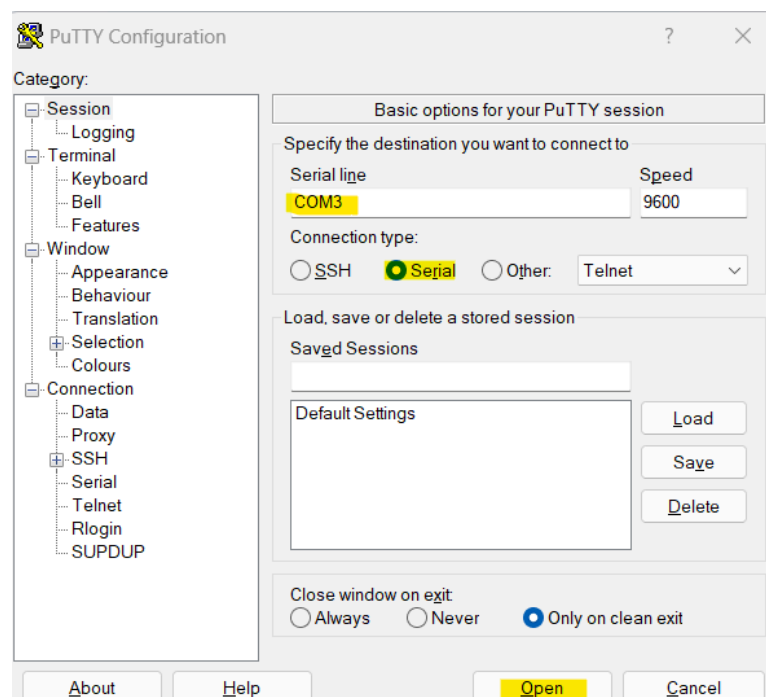 PuTTY Configuration
?
Category:
Session
Logging
Terminal
Keyboard
Bell
Features
Window
Appearance
Behaviour
Translation
Selection
Colours
Connection
Data
Proxy
SSH
Serial
Telnet
Rlogin
SUPDUP
Basic options for your PuTTY session
Specify the destination you want to connect to
Serial line Speed
COM3 9600
Connection type:
SSH Serial Other: Telnet
Load, save or delete a stored session
Saved Sessions
Default Settings
Load
Save
Delete
Close window on exit:
Always Never Only on clean exit
About Help Open Cancel